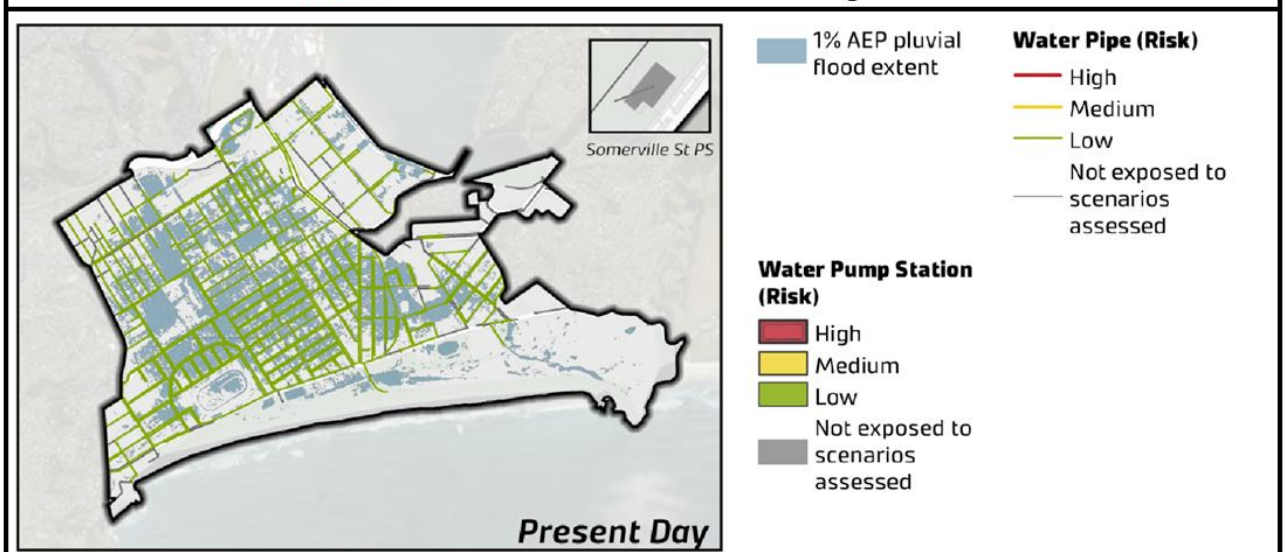 Somerville St PS
Present Day
1% AEP pluvial
flood extent
Water Pump Station
(Risk)
High
Medium
Low
Not exposed to
scenarios
assessed
Water Pipe (Risk)
High
Medium
Low
Not exposed to
scenarios
assessed